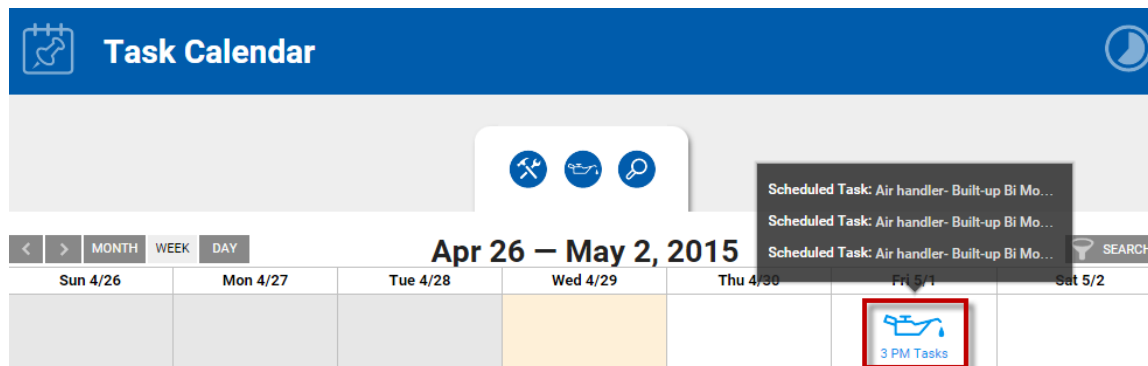 Task Calendar
Scheduled Task: Air handler- Built-up Bi Mo...
Scheduled Task: Air handler- Built-up Bi Mo...
Scheduled Task: Air handler- Built-up Bi Mo...
< > MONTH WEEK DAY
Apr 26 — May 2, 2015
SEARCH
Sun 4/26 Mon 4/27 Tue 4/28 Wed 4/29 Thu 4/30 Fri 5/1 Sat 5/2
3 PM Tasks